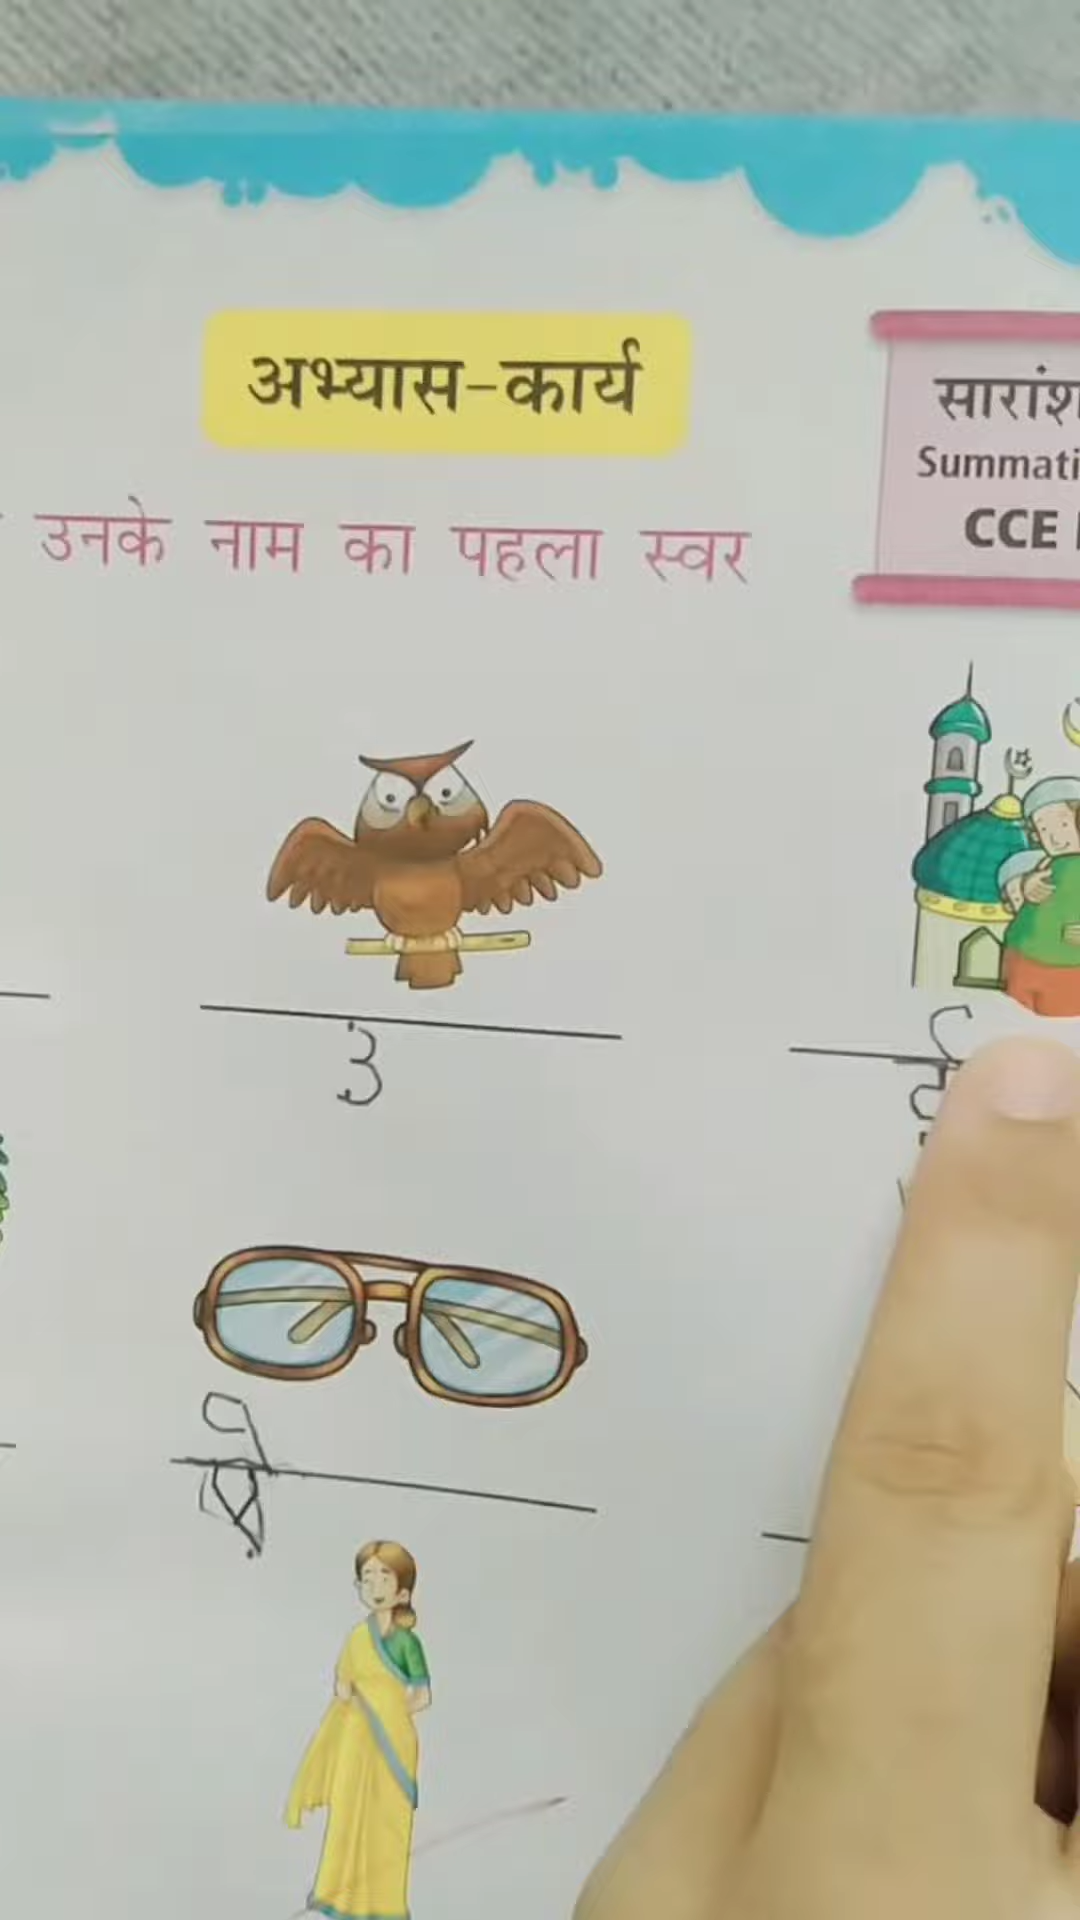 अभ्यास-कार्य
सारांश
Summati
CCE
उनके नाम का पहला स्वर
उ
ई
ऐ